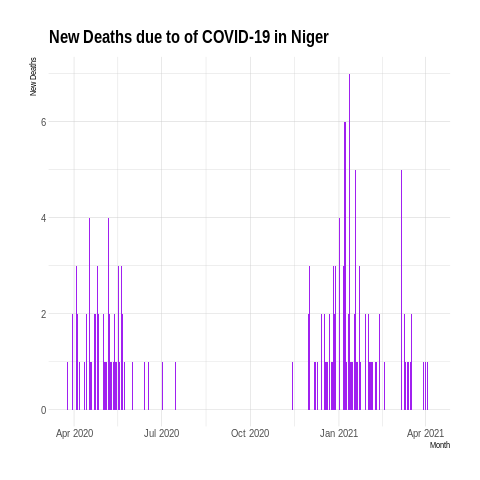 New Deaths due to of COVID-19 in Niger
New Deaths
6
4
2
0
Apr 2020 Jul 2020 Oct 2020 Jan 2021 Apr 2021
Month